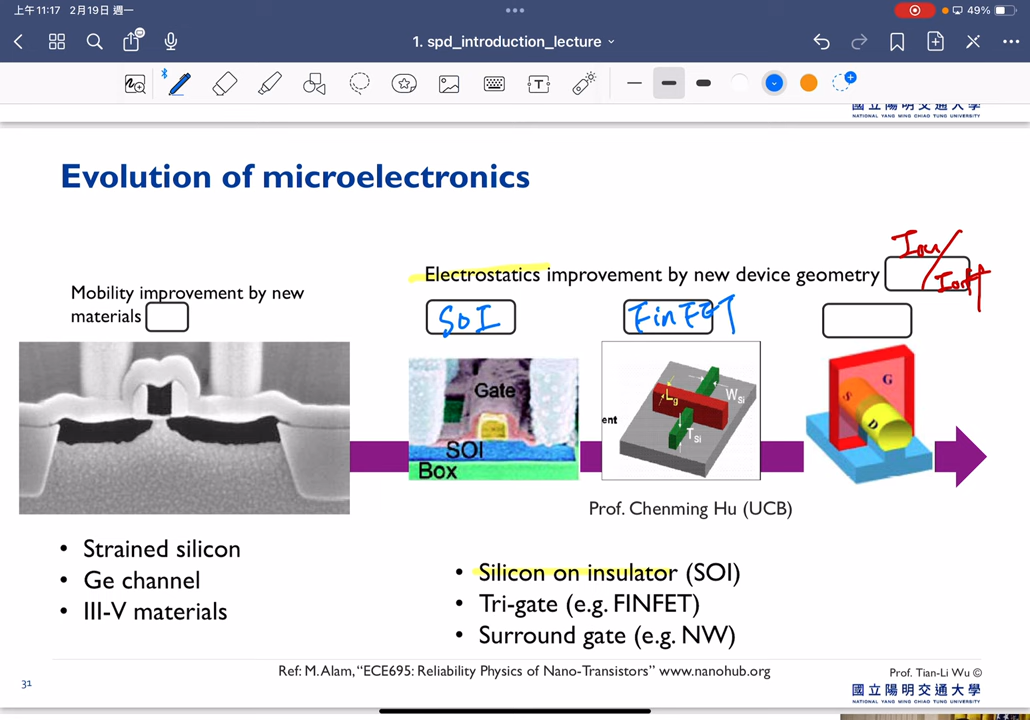 上午11:17 2月19日 週一
49%
1. spd_introduction_lecture
國立陽明交通大學
NATIONAL YANG MING CHIAO TUNG UNIVERSITY
Evolution of microelectronics
Ion/Ioff
Electrostatics improvement by new device geometry
Mobility improvement by new
materials
SOI
FinFET
Gate
SOI
Box
Lg
WSi
TSi
ent
G
S
D
Prof. Chenming Hu (UCB)
• Strained silicon
• Ge channel
• III-V materials
• Silicon on insulator (SOI)
• Tri-gate (e.g. FINFET)
• Surround gate (e.g. NW)
31
Ref: M. Alam, “ECE695: Reliability Physics of Nano-Transistors” www.nanohub.org
Prof. Tian-Li Wu ©
國立陽明交通大學
NATIONAL YANG MING CHIAO TUNG UNIVERSITY